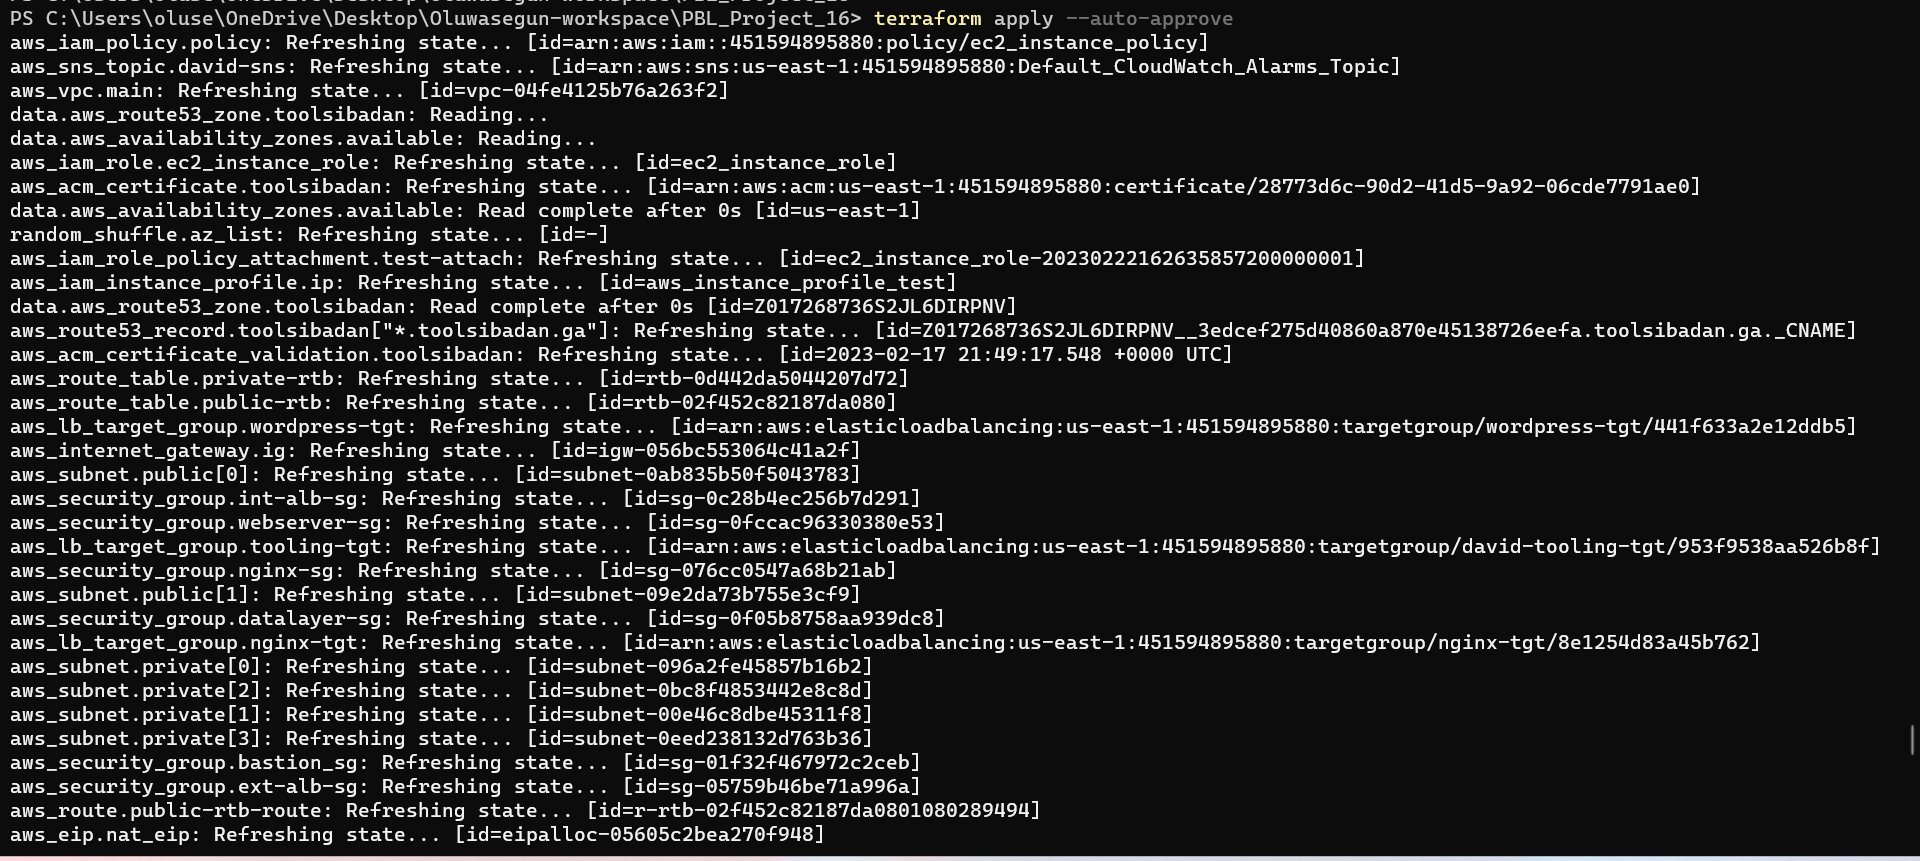 PS C:\Users\oluse\OneDrive\Desktop\Oluwasegun-workspace\PBL_Project_16> terraform apply --auto-approve
aws_iam_policy.policy: Refreshing state... [id=arn:aws:iam::451594895880:policy/ec2_instance_policy]
aws_sns_topic.david-sns: Refreshing state... [id=arn:aws:sns:us-east-1:451594895880:Default_CloudWatch_Alarms_Topic]
aws_vpc.main: Refreshing state... [id=vpc-04fe4125b76a263f2]
data.aws_route53_zone.toolsibadan: Reading...
data.aws_availability_zones.available: Reading...
aws_iam_role.ec2_instance_role: Refreshing state... [id=ec2_instance_role]
aws_acm_certificate.toolsibadan: Refreshing state... [id=arn:aws:acm:us-east-1:451594895880:certificate/28773d6c-90d2-41d5-9a92-06cde7791ae0]
data.aws_availability_zones.available: Read complete after 0s [id=us-east-1]
random_shuffle.az_list: Refreshing state... [id=-]
aws_iam_role_policy_attachment.test-attach: Refreshing state... [id=ec2_instance_role-20230222162635857200000001]
aws_iam_instance_profile.ip: Refreshing state... [id=aws_instance_profile_test]
data.aws_route53_zone.toolsibadan: Read complete after 0s [id=Z017268736S2JL6DIRPNV]
aws_route53_record.toolsibadan["*.toolsibadan.ga"]: Refreshing state... [id=Z017268736S2JL6DIRPNV__3edcef275d40860a870e45138726eefa.toolsibadan.ga._CNAME]
aws_acm_certificate_validation.toolsibadan: Refreshing state... [id=2023-02-17 21:49:17.548 +0000 UTC]
aws_route_table.private-rtb: Refreshing state... [id=rtb-0d442da5044207d72]
aws_route_table.public-rtb: Refreshing state... [id=rtb-02f452c82187da080]
aws_lb_target_group.wordpress-tgt: Refreshing state... [id=arn:aws:elasticloadbalancing:us-east-1:451594895880:targetgroup/wordpress-tgt/441f633a2e12ddb5]
aws_internet_gateway.ig: Refreshing state... [id=igw-056bc553064c41a2f]
aws_subnet.public[0]: Refreshing state... [id=subnet-0ab835b50f5043783]
aws_security_group.int-alb-sg: Refreshing state... [id=sg-0c28b4ec256b7d291]
aws_security_group.webserver-sg: Refreshing state... [id=sg-0fccac96330380e53]
aws_lb_target_group.tooling-tgt: Refreshing state... [id=arn:aws:elasticloadbalancing:us-east-1:451594895880:targetgroup/david-tooling-tgt/953f9538aa526b8f]
aws_security_group.nginx-sg: Refreshing state... [id=sg-076cc0547a68b21ab]
aws_subnet.public[1]: Refreshing state... [id=subnet-09e2da73b755e3cf9]
aws_security_group.datalayer-sg: Refreshing state... [id=sg-0f05b8758aa939dc8]
aws_lb_target_group.nginx-tgt: Refreshing state... [id=arn:aws:elasticloadbalancing:us-east-1:451594895880:targetgroup/nginx-tgt/8e1254d83a45b762]
aws_subnet.private[0]: Refreshing state... [id=subnet-096a2fe45857b16b2]
aws_subnet.private[2]: Refreshing state... [id=subnet-0bc8f4853442e8c8d]
aws_subnet.private[1]: Refreshing state... [id=subnet-00e46c8dbe45311f8]
aws_subnet.private[3]: Refreshing state... [id=subnet-0eed238132d763b36]
aws_security_group.bastion_sg: Refreshing state... [id=sg-01f32f467972c2ceb]
aws_security_group.ext-alb-sg: Refreshing state... [id=sg-05759b46be71a996a]
aws_route.public-rtb-route: Refreshing state... [id=r-rtb-02f452c82187da0801080289494]
aws_eip.nat_eip: Refreshing state... [id=eipalloc-05605c2bea270f948]